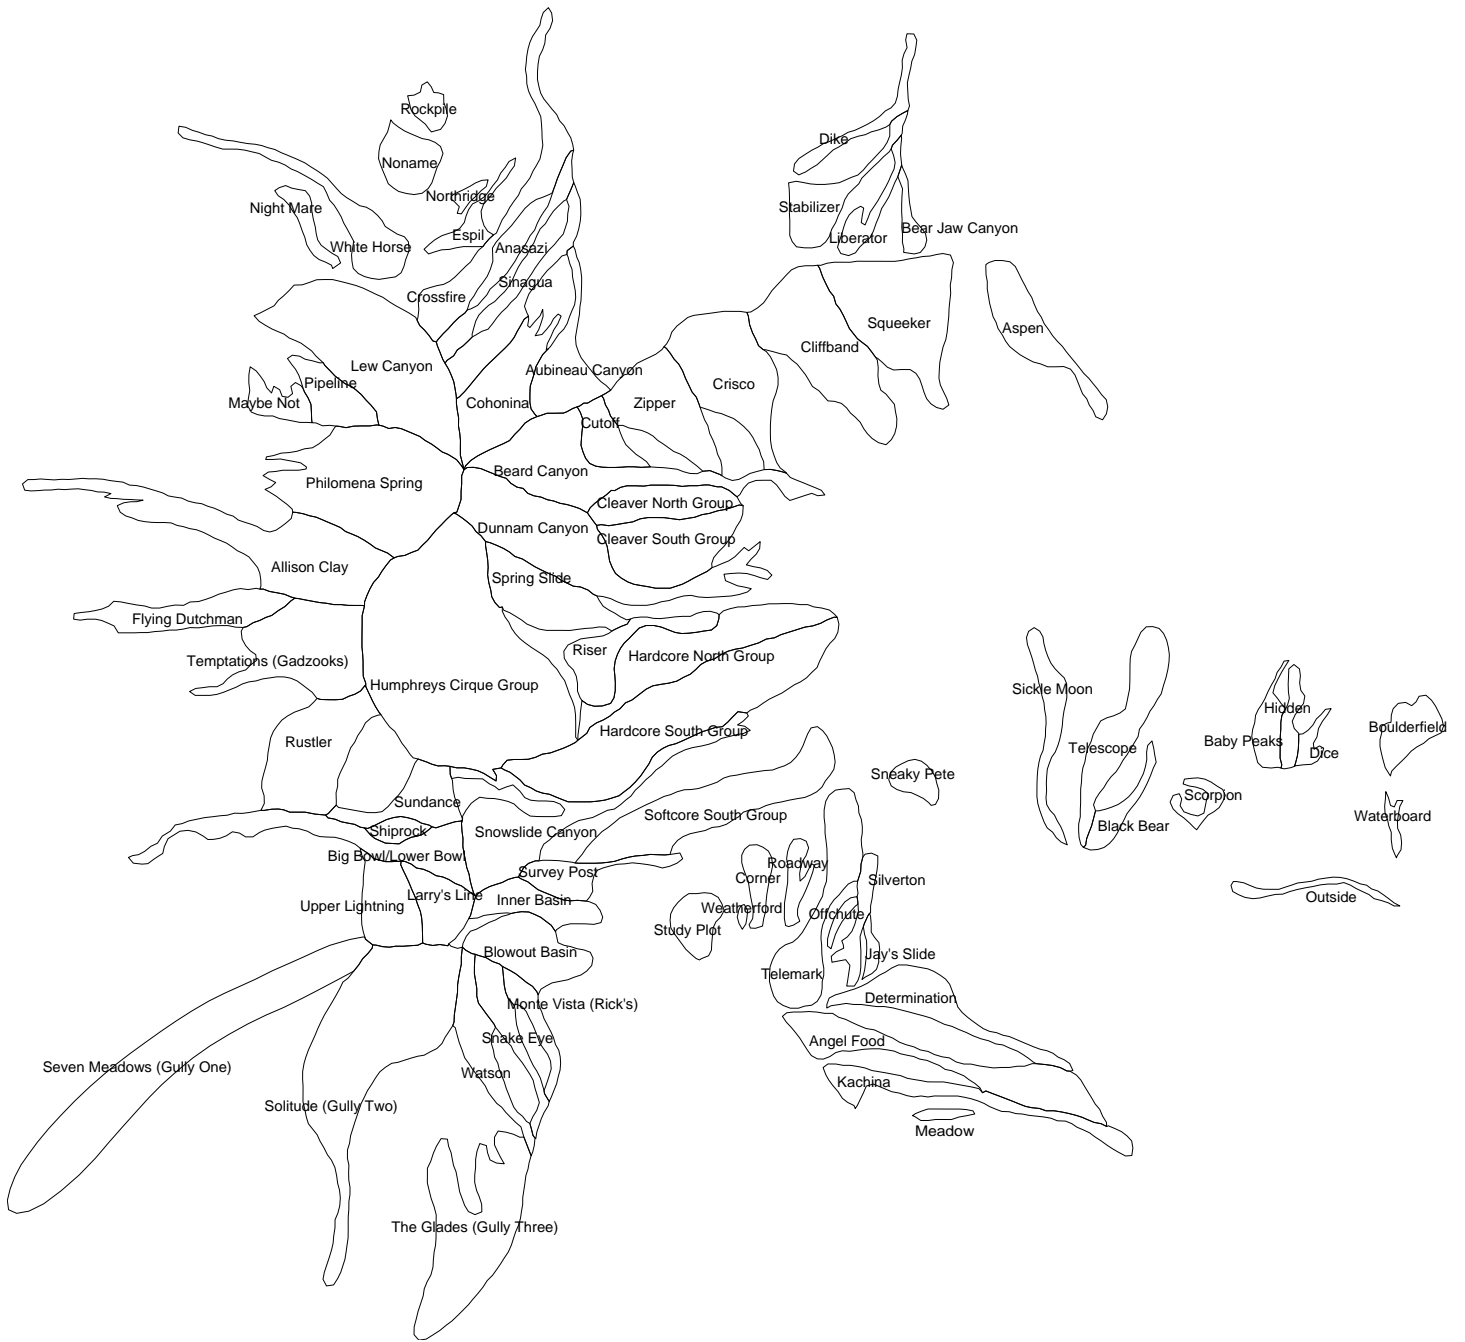 Rockpile
Dike
Noname
Northridge
Night Mare
Stabilizer
White Horse
Espil
Anasazi
Liberator
Bear Jaw Canyon
Sinagua
Crossfire
Squeeker
Aspen
Cliffband
Lew Canyon
Aubineau Canyon
Pipeline
Crisco
Maybe Not
Cohonina
Zipper
Cutoff
Beard Canyon
Philomena Spring
Cleaver North Group
Dunnam Canyon
Cleaver South Group
Allison Clay
Spring Slide
Flying Dutchman
Riser
Hardcore North Group
Temptations (Gadzooks)
Humphreys Cirque Group
Sickle Moon
Hidden
Hardcore South Group
Boulderfield
Rustler
Baby Peaks
Telescope
Dice
Sneaky Pete
Scorpion
Sundance
Softcore South Group
Waterboard
Shiprock
Snowslide Canyon
Black Bear
Big Bowl/Lower Bowl
Roadway
Survey Post
Corner
Silverton
Larry's Line
Inner Basin
Outside
Upper Lightning
Weatherford
Offchute
Study Plot
Blowout Basin
Jay's Slide
Telemark
Monte Vista (Rick's)
Determination
Snake Eye
Angel Food
Seven Meadows (Gully One)
Watson
Kachina
Solitude (Gully Two)
Meadow
The Glades (Gully Three)